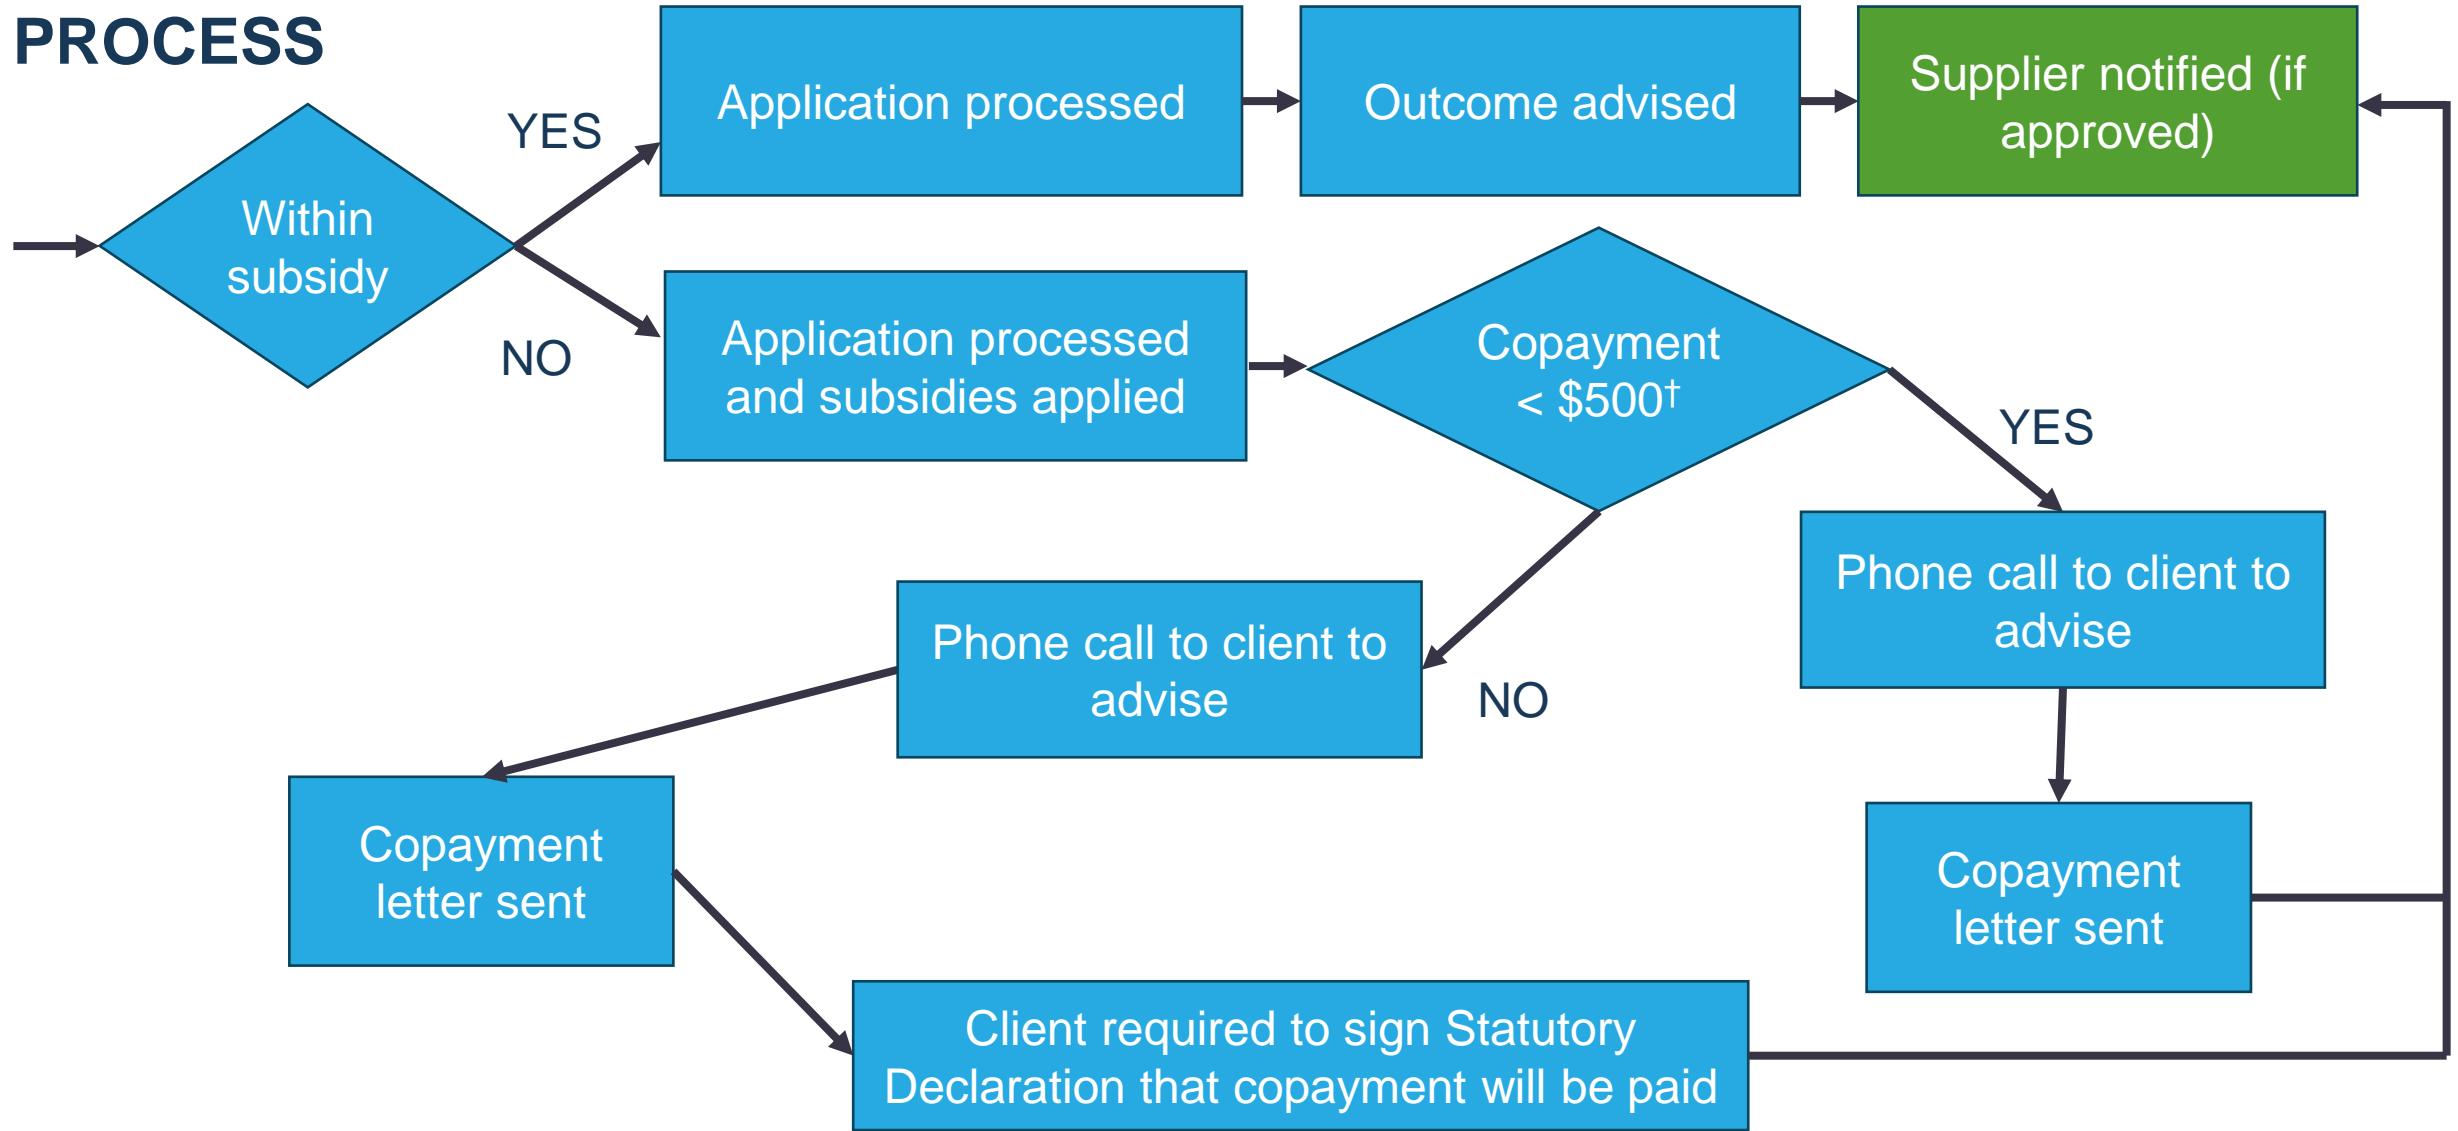 PROCESS
Application processed
Outcome advised
Supplier notified (if
approved)
YES
Within
subsidy
NO
Application processed
and subsidies applied
Copayment
< $500†
YES
Phone call to client to
advise
Phone call to client to
advise
NO
Copayment
letter sent
Copayment
letter sent
Client required to sign Statutory
Declaration that copayment will be paid